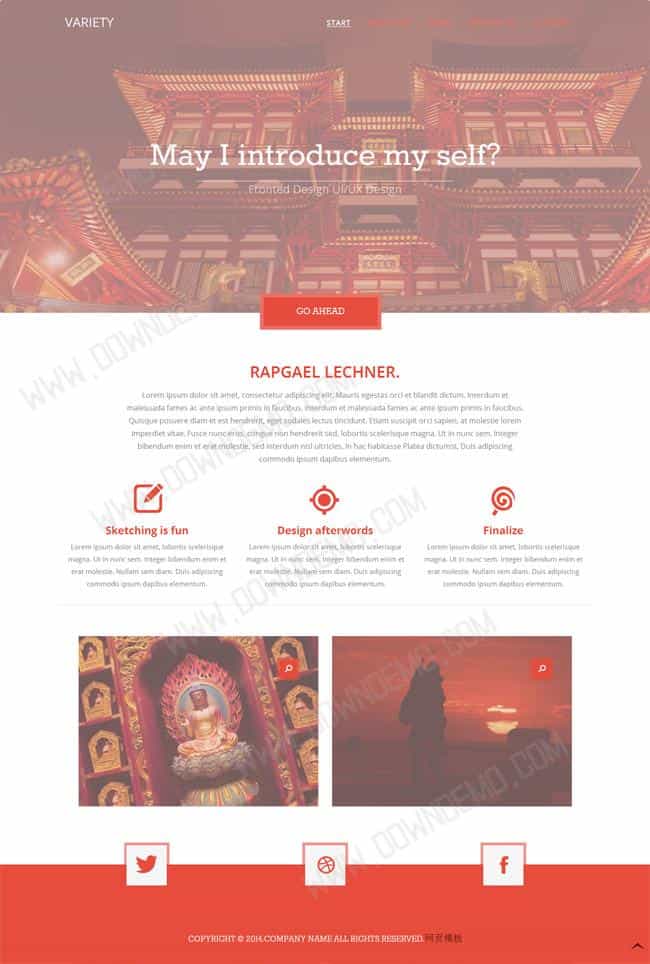 VARIETY
START
May I introduce my self?
Fronted Design UI/UX Design
GO AHEAD
RAPGAEL LECHNER.
Lorem ipsum dolor sit amet, consectetur adipiscing elit. Mauris egestas orci et blandit dictum. Interdum et
malesuada fames ac ante ipsum primis in faucibus. Interdum et malesuada fames ac ante ipsum primis in faucibus.
Quisque posuere diam et est hendrerit, eget sodales lectus tincidunt. Etiam suscipit orci sapien, at molestie lorem
imperdiet vitae. Fusce nunc eros, congue non hendrerit sed, lobortis scelerisque magna. Ut in nunc sem. Integer
bibendum enim et erat molestie, sed interdum nisl ultricies. In hac habitasse Platea dictumst. Duis adipiscing
commodo ipsum dapibus elementum.
Sketching is fun
Lorem ipsum dolor sit amet, lobortis scelerisque
magna. Ut in nunc sem. Integer bibendum enim et
erat molestie. Nullam sem diam. Duis adipiscing
commodo ipsum dapibus elementum.
Design afterwords
Lorem ipsum dolor sit amet, lobortis scelerisque
magna. Ut in nunc sem. Integer bibendum enim et
erat molestie. Nullam sem diam. Duis adipiscing
commodo ipsum dapibus elementum.
Finalize
Lorem ipsum dolor sit amet, lobortis scelerisque
magna. Ut in nunc sem. Integer bibendum enim et
erat molestie. Nullam sem diam. Duis adipiscing
commodo ipsum dapibus elementum.
COPYRIGHT © 2014.COMPANY NAME ALL RIGHTS RESERVED.网页模板
WWW.DOWNDEMO.COM
WWW.DOWNDEMO.COM
WWW.DOWNDEMO.COM
WWW.DOWNDEMO.COM
WWW.DOWNDEMO.COM